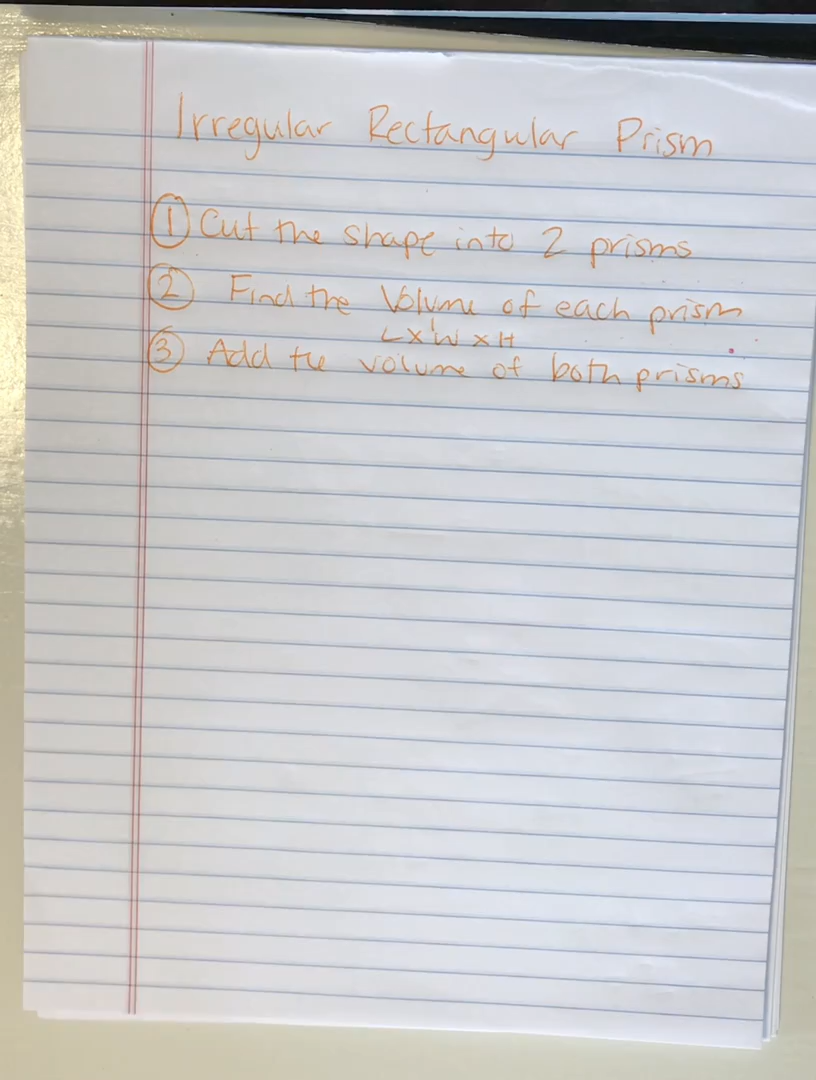 Irregular Rectangular Prism
① Cut the shape into 2 prisms
② Find the Volume of each prism
L x W x H
③ Add the volume of both prisms